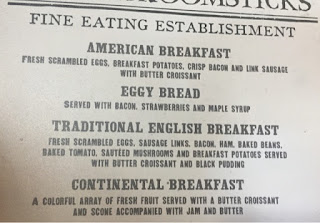 BROOMSTICKS
FINE EATING ESTABLISHMENT
AMERICAN BREAKFAST
FRESH SCRAMBLED EGGS, BREAKFAST POTATOES, CRISP BACON AND LINK SAUSAGE
WITH BUTTER CROISSANT
EGGY BREAD
SERVED WITH BACON, STRAWBERRIES AND MAPLE SYRUP
TRADITIONAL ENGLISH BREAKFAST
FRESH SCRAMBLED EGGS, SAUSAGE LINKS, BACON, HAM, BAKED BEANS,
BAKED TOMATO, SAUTÉED MUSHROOMS AND BREAKFAST POTATOES SERVED
WITH BUTTER CROISSANT AND BLACK PUDDING
CONTINENTAL BREAKFAST
A COLORFUL ARRAY OF FRESH FRUIT SERVED WITH A BUTTER CROISSANT
AND SCONE ACCOMPANIED WITH JAM AND BUTTER